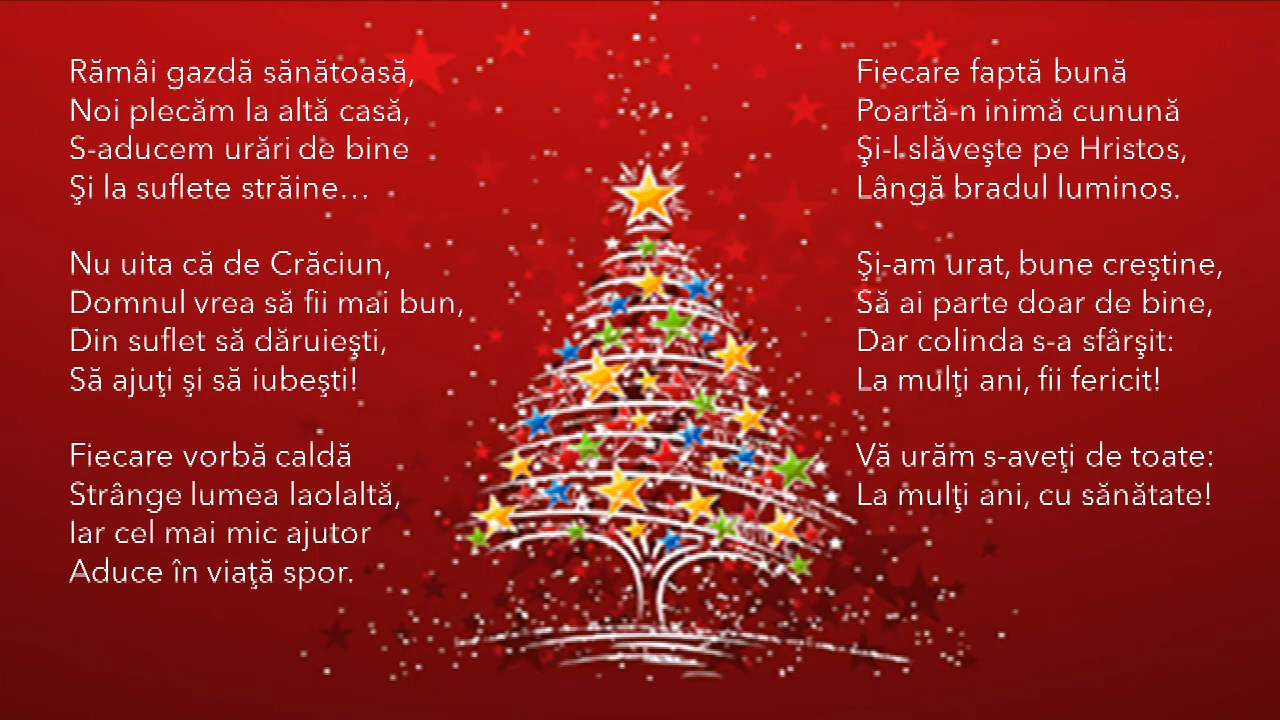 Rămâi gazdă sănătoasă,
Noi plecăm la altă casă,
S-aducem urări de bine
Şi la suflete străine...
Nu uita că de Crăciun,
Domnul vrea să fii mai bun,
Din suflet să dăruieşti,
Să ajuţi şi să iubeşti!
Fiecare vorbă caldă
Strânge lumea laolaltă,
Iar cel mai mic ajutor
Aduce în viaţă spor.
Fiecare faptă bună
Poartă-n inimă cunună
Şi-l slăveşte pe Hristos,
Lângă bradul luminos.
Şi-am urat, bune creştine,
Să ai parte doar de bine,
Dar colinda s-a sfârşit:
La mulţi ani, fii fericit!
Vă urăm s-aveţi de toate:
La mulţi ani, cu sănătate!